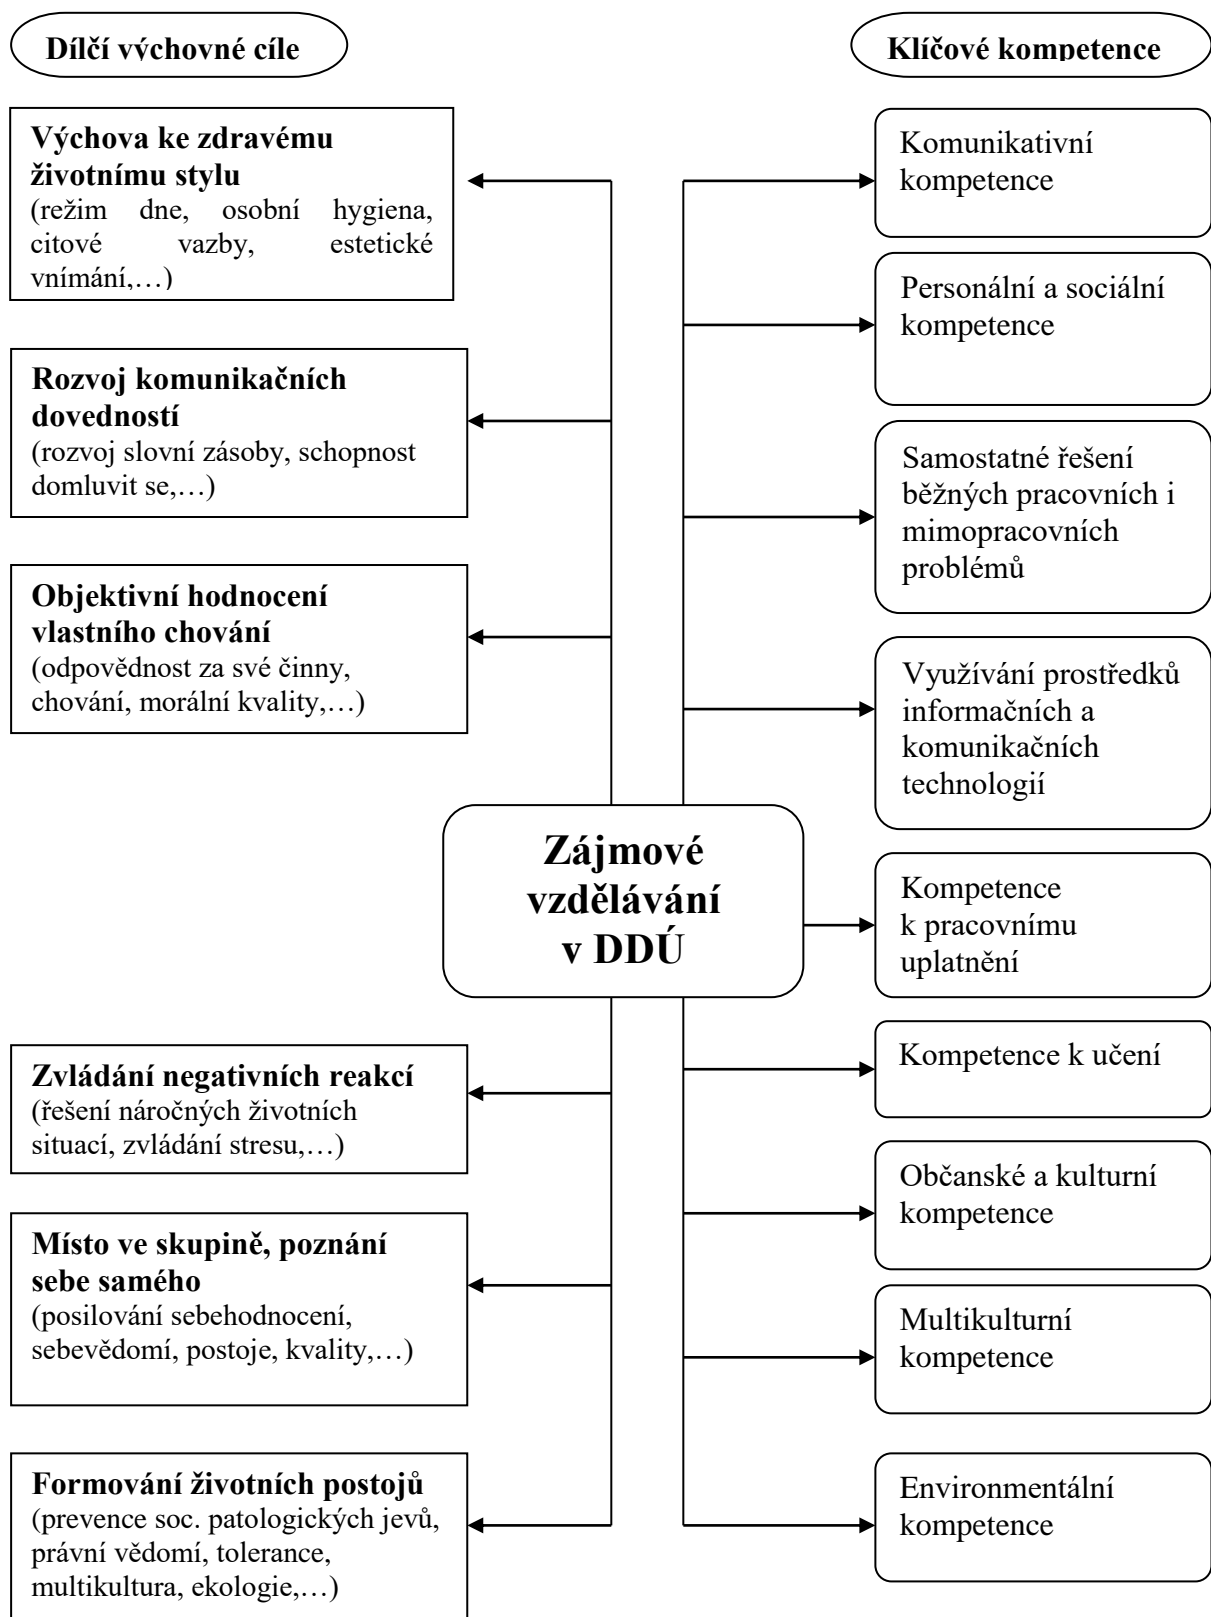 Dílčí výchovné cíle
Výchova ke zdravému
životnímu stylu
(režim dne, osobní hygiena,
citové vazby, estetické
vnímání,…)
Rozvoj komunikačních
dovedností
(rozvoj slovní zásoby, schopnost
domluvit se,…)
Objektivní hodnocení
vlastního chování
(odpovědnost za své činny,
chování, morální kvality,…)
Zvládání negativních reakcí
(řešení náročných životních
situací, zvládání stresu,…)
Místo ve skupině, poznání
sebe samého
(posilování sebehodnocení,
sebevědomí, postoje, kvality,…)
Formování životních postojů
(prevence soc. patologických jevů,
právní vědomí, tolerance,
multikultura, ekologie,…)
Zájmové
vzdělávání
v DDÚ
Klíčové kompetence
Komunikativní
kompetence
Personální a sociální
kompetence
Samostatné řešení
běžných pracovních i
mimopracovních
problémů
Využívání prostředků
informačních a
komunikačních
technologií
Kompetence
k pracovnímu
uplatnění
Kompetence k učení
Občanské a kulturní
kompetence
Multikulturní
kompetence
Environmentální
kompetence